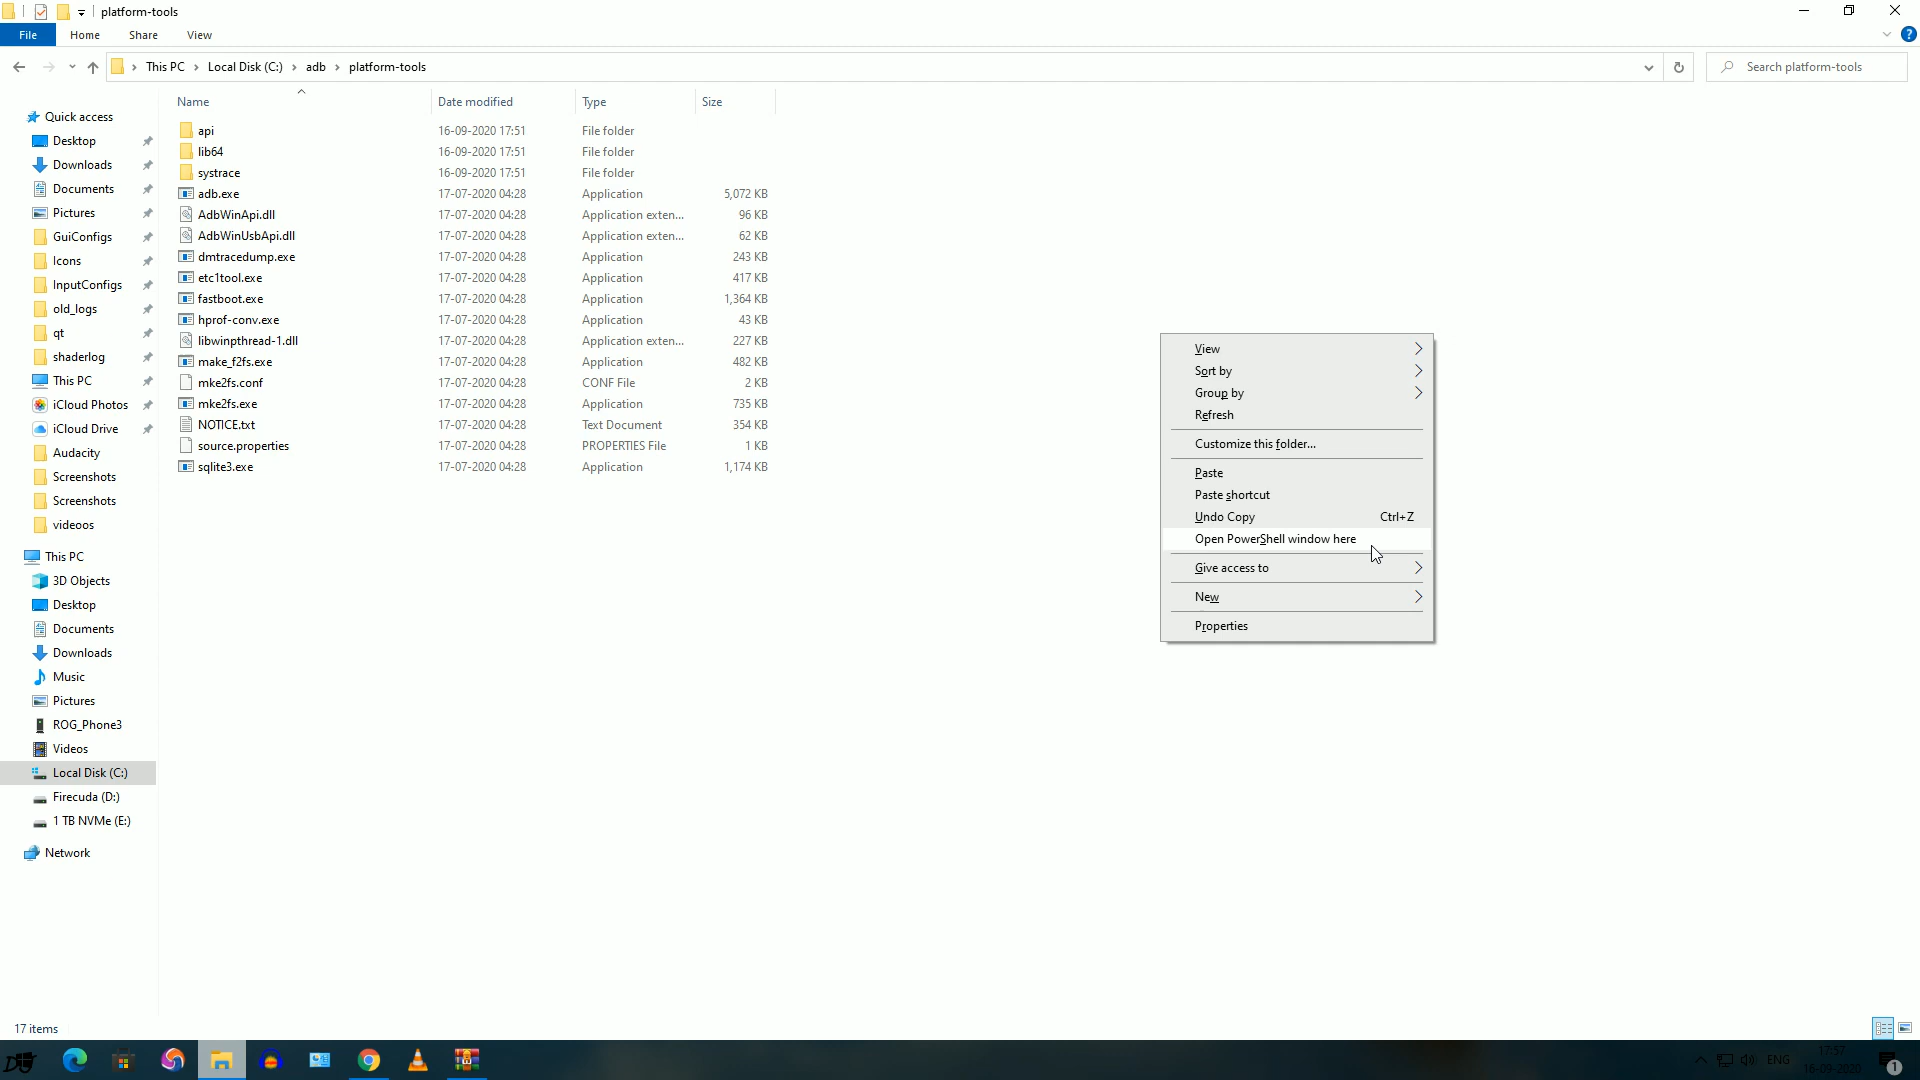 platform-tools
File Home Share View
This PC Local Disk (C:) adb platform-tools
Search platform-tools
Name Date modified Type Size
api 16-09-2020 17:51 File folder
lib64 16-09-2020 17:51 File folder
systrace 16-09-2020 17:51 File folder
adb.exe 17-07-2020 04:28 Application 5,072 KB
AdbWinApi.dll 17-07-2020 04:28 Application exten... 96 KB
AdbWinUsbApi.dll 17-07-2020 04:28 Application exten... 62 KB
dmtracedump.exe 17-07-2020 04:28 Application 243 KB
etc1tool.exe 17-07-2020 04:28 Application 417 KB
fastboot.exe 17-07-2020 04:28 Application 1,364 KB
hprof-conv.exe 17-07-2020 04:28 Application 43 KB
libwinpthread-1.dll 17-07-2020 04:28 Application exten... 227 KB
make_f2fs.exe 17-07-2020 04:28 Application 482 KB
mke2fs.conf 17-07-2020 04:28 CONF File 2 KB
mke2fs.exe 17-07-2020 04:28 Application 735 KB
NOTICE.txt 17-07-2020 04:28 Text Document 354 KB
source.properties 17-07-2020 04:28 PROPERTIES File 1 KB
sqlite3.exe 17-07-2020 04:28 Application 1,174 KB
Quick access
Desktop
Downloads
Documents
Pictures
GuiConfigs
Icons
InputConfigs
old_logs
qt
shaderlog
This PC
iCloud Photos
iCloud Drive
Audacity
Screenshots
Screenshots
videoos
This PC
3D Objects
Desktop
Documents
Downloads
Music
Pictures
ROG_Phone3
Videos
Local Disk (C:)
Firecuda (D:)
1 TB NVMe (E:)
Network
View
Sort by
Group by
Refresh
Customize this folder...
Paste
Paste shortcut
Undo Copy Ctrl+Z
Open PowerShell window here
Give access to
New
Properties
17 items
ENG
17:57
16-09-2020
1